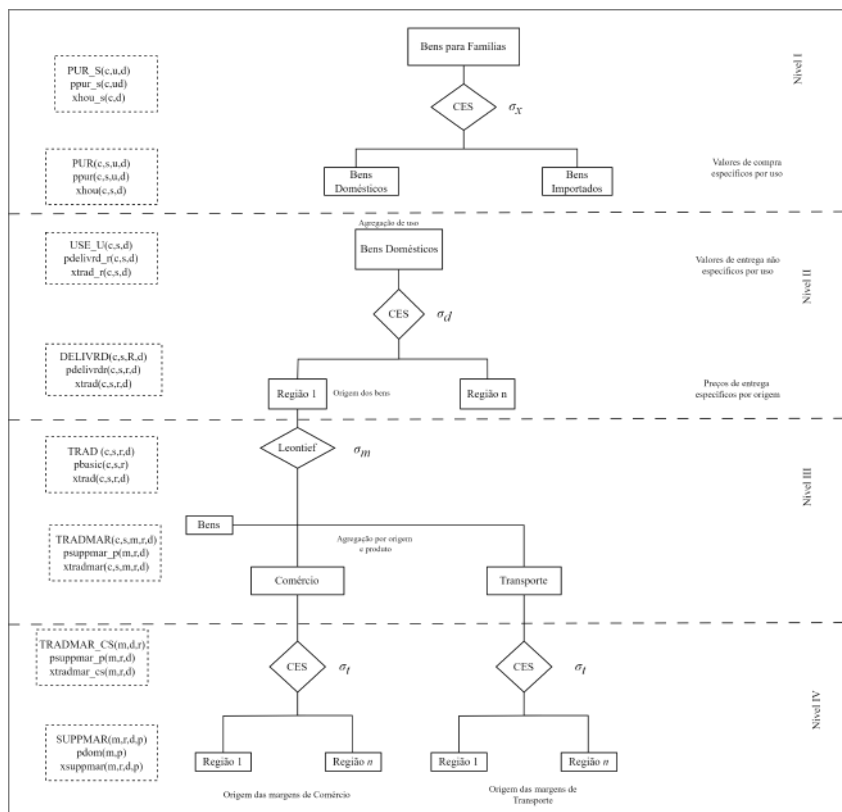 Bens para Famílias
Nível I
PUR_S(c,u,d)
ppur_s(c,ud)
xhou_s(c,d)
CES
σx
PUR(c,s,u,d)
ppur(c,s,u,d)
xhou(c,s,d)
Bens
Domésticos
Bens
Importados
Valores de compra
específicos por uso
Agregação de uso
Bens Domésticos
USE_U(c,s,d)
pdelivrd_r(c,s,d)
xtrad_r(c,s,d)
Valores de entrega não
específicos por uso
Nível II
CES
σd
DELIVRD(c,s,R,d)
pdelivrdr(c,s,r,d)
xtrad(c,s,r,d)
Região 1
Origem dos bens
Região n
Preços de entrega
específicos por origem
Leontief
σm
TRAD (c,s,r,d)
pbasic(c,s,r)
xtrad(c,s,r,d)
Nível III
Bens
TRADMAR(c,s,m,r,d)
psuppmar_p(m,r,d)
xtradmar(c,s,m,r,d)
Agregação por origem
e produto
Comércio
Transporte
TRADMAR_CS(m,d,r)
psuppmar_p(m,r,d)
xtradmar_cs(m,r,d)
CES
σt
CES
σt
Nível IV
SUPPMAR(m,r,d,p)
pdom(m,p)
xsuppmar(m,r,d,p)
Região 1
Região n
Região 1
Região n
Origem das margens de Comércio
Origem das margens de
Transporte